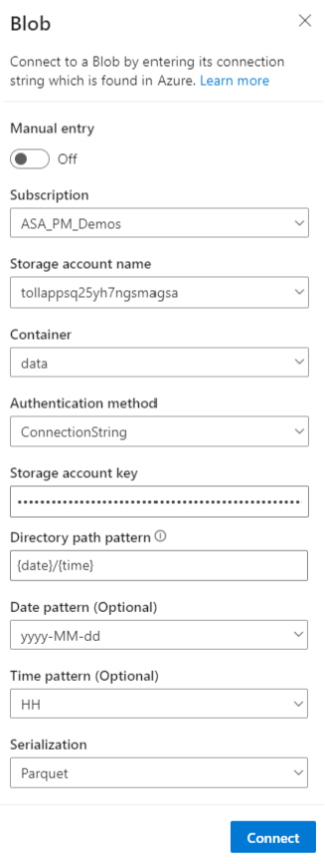 Blob
Connect to a Blob by entering its connection
string which is found in Azure. Learn more
Manual entry
Off
Subscription
ASA_PM_Demos
Storage account name
tollappsq25yh7ngsmagsa
Container
data
Authentication method
ConnectionString
Storage account key
Directory path pattern
{date}/{time}
Date pattern (Optional)
yyyy-MM-dd
Time pattern (Optional)
HH
Serialization
Parquet
Connect